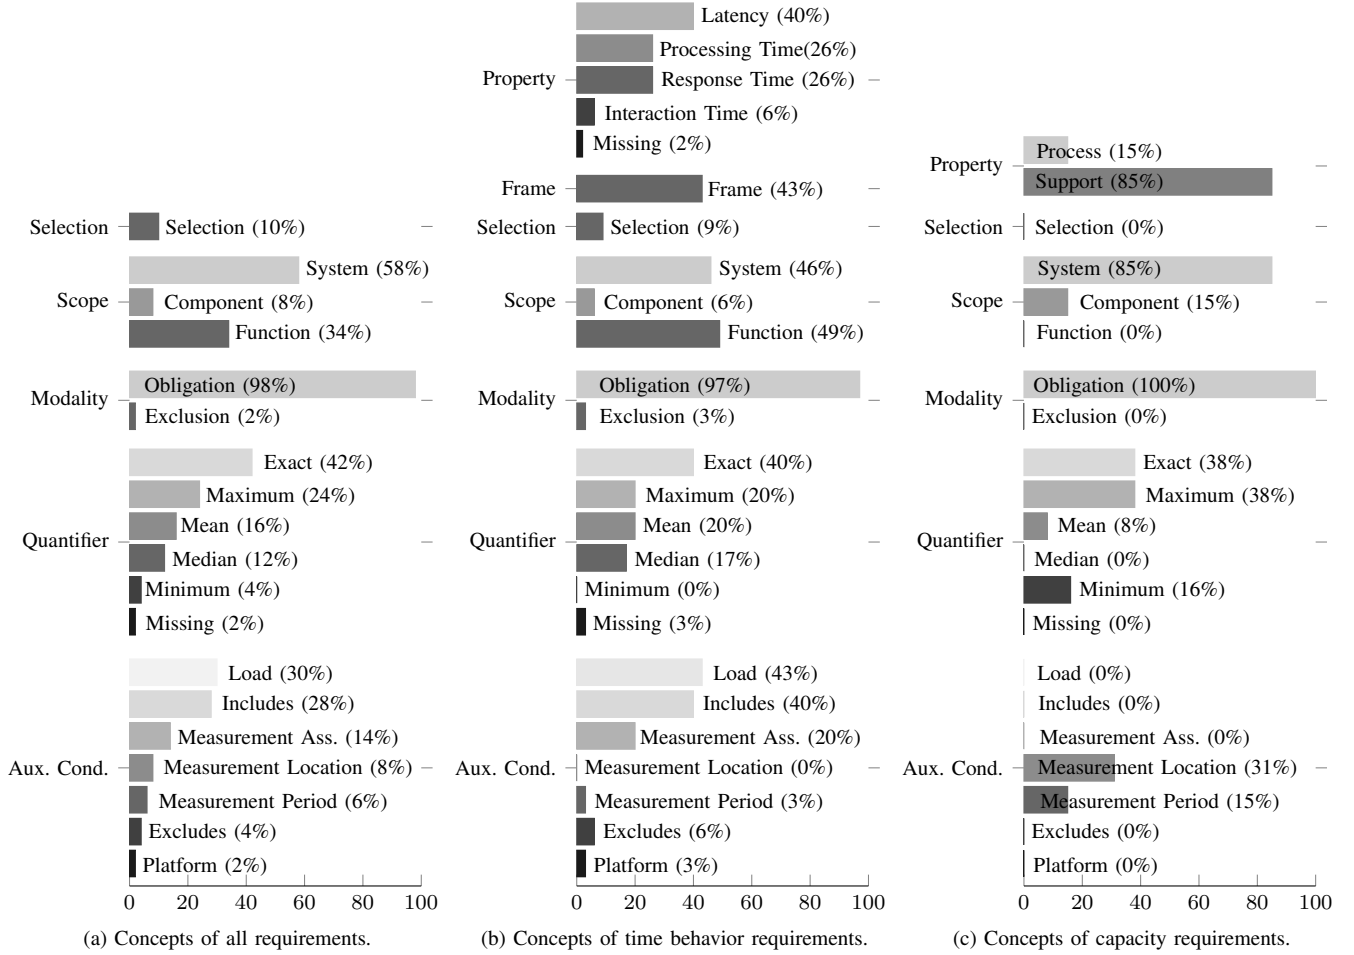 Property
Latency (40%)
Processing Time(26%)
Response Time (26%)
Interaction Time (6%)
Missing (2%)
Frame
Frame (43%)
Property
Process (15%)
Support (85%)
Selection
Selection (10%)
Selection
Selection (9%)
Selection
Selection (0%)
Scope
System (58%)
Component (8%)
Function (34%)
Scope
System (46%)
Component (6%)
Function (49%)
Scope
System (85%)
Component (15%)
Function (0%)
Modality
Obligation (98%)
Exclusion (2%)
Modality
Obligation (97%)
Exclusion (3%)
Modality
Obligation (100%)
Exclusion (0%)
Quantifier
Exact (42%)
Maximum (24%)
Mean (16%)
Median (12%)
Minimum (4%)
Missing (2%)
Quantifier
Exact (40%)
Maximum (20%)
Mean (20%)
Median (17%)
Minimum (0%)
Missing (3%)
Quantifier
Exact (38%)
Maximum (38%)
Mean (8%)
Median (0%)
Minimum (16%)
Missing (0%)
Aux. Cond.
Load (30%)
Includes (28%)
Measurement Ass. (14%)
Measurement Location (8%)
Measurement Period (6%)
Excludes (4%)
Platform (2%)
Aux. Cond.
Load (43%)
Includes (40%)
Measurement Ass. (20%)
Measurement Location (0%)
Measurement Period (3%)
Excludes (6%)
Platform (3%)
Aux. Cond.
Load (0%)
Includes (0%)
Measurement Ass. (0%)
Measurement Location (31%)
Measurement Period (15%)
Excludes (0%)
Platform (0%)
0 20 40 60 80 100
0 20 40 60 80 100
0 20 40 60 80 100
(a) Concepts of all requirements.
(b) Concepts of time behavior requirements.
(c) Concepts of capacity requirements.